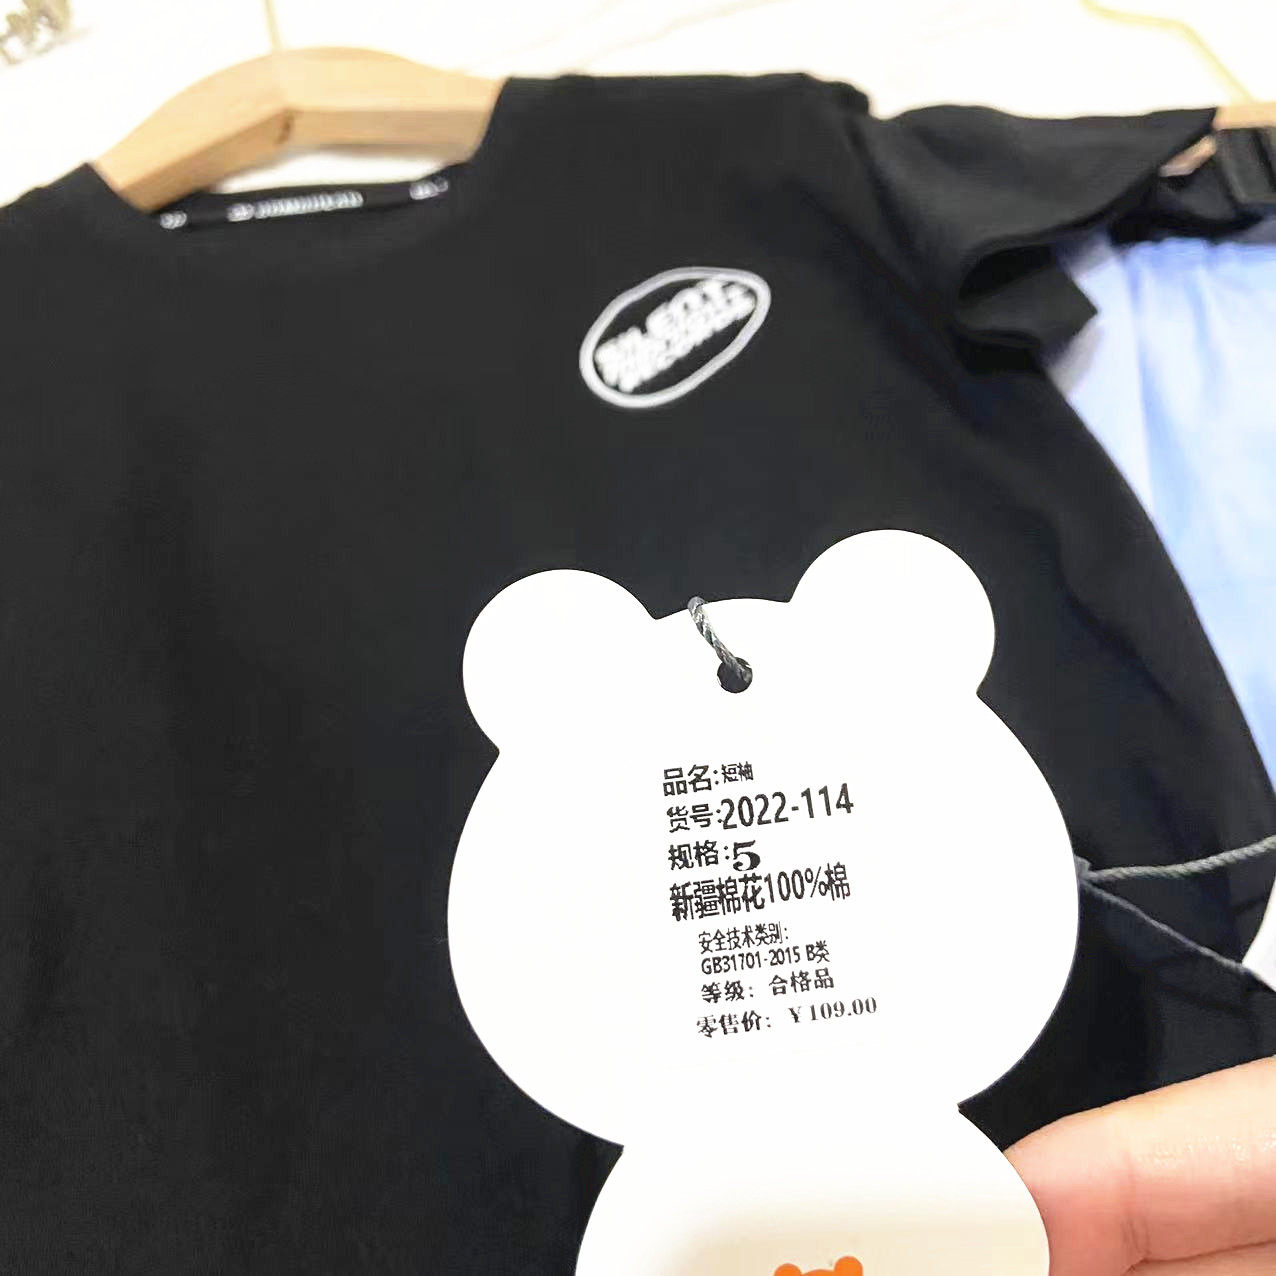 SILENT
品名:短袖
货号:2022-114
规格:5
新疆棉花100%棉
安全技术类别:
GB31701-2015 B类
等级: 合格品
零售价: ¥109.00